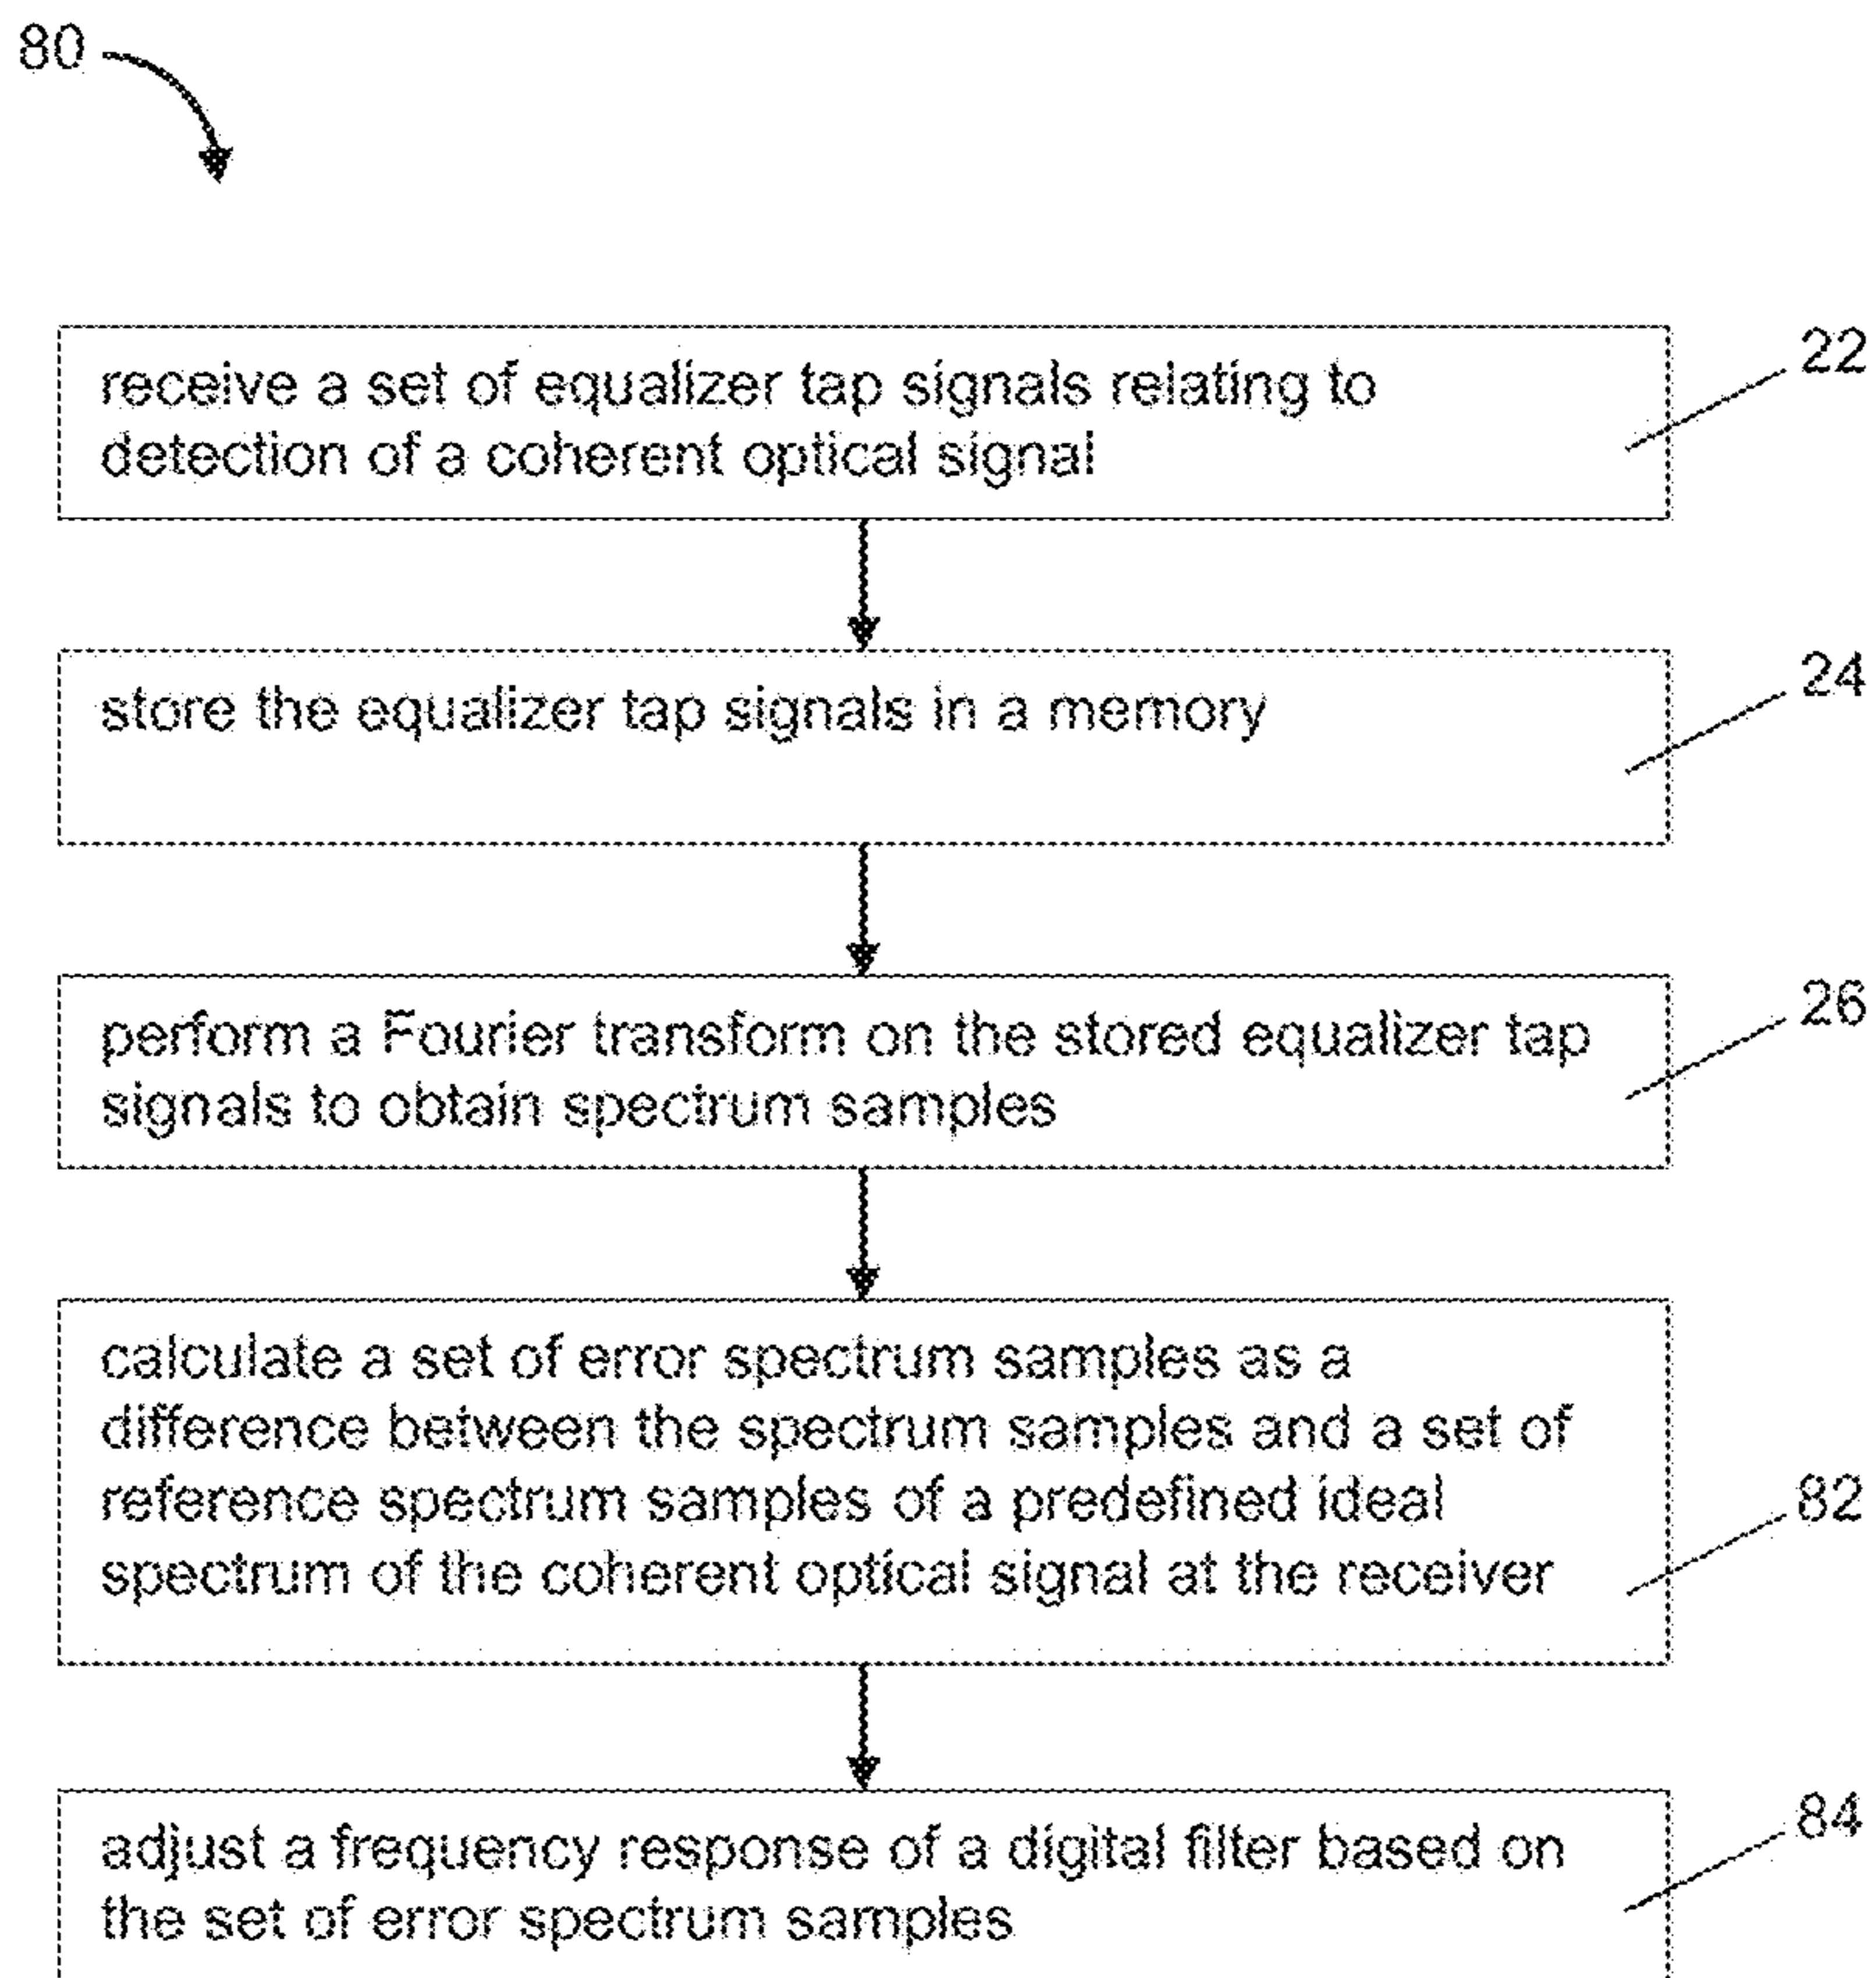 80
receive a set of equalizer tap signals relating to
detection of a coherent optical signal
22
store the equalizer tap signals in a memory
24
perform a Fourier transform on the stored equalizer tap
signals to obtain spectrum samples
26
calculate a set of error spectrum samples as a
difference between the spectrum samples and a set of
reference spectrum samples of a predefined ideal
spectrum of the coherent optical signal at the receiver
82
adjust a frequency response of a digital filter based on
the set of error spectrum samples
84